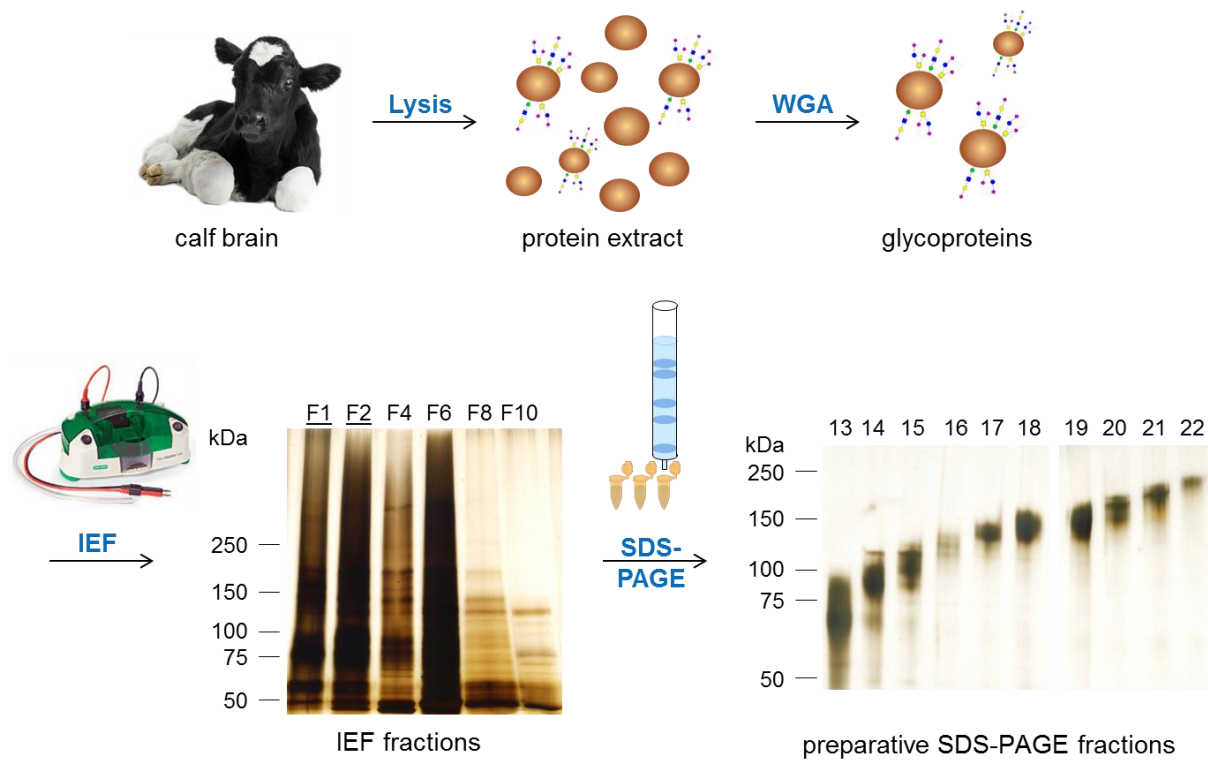 Lysis
WGA
calf brain
protein extract
glycoproteins
F1 F2 F4 F6 F8 F10
kDa
250
150
100
75
50
IEF
IEF fractions
SDS-
PAGE
13 14 15 16 17 18 19 20 21 22
kDa
250
150
100
75
50
preparative SDS-PAGE fractions